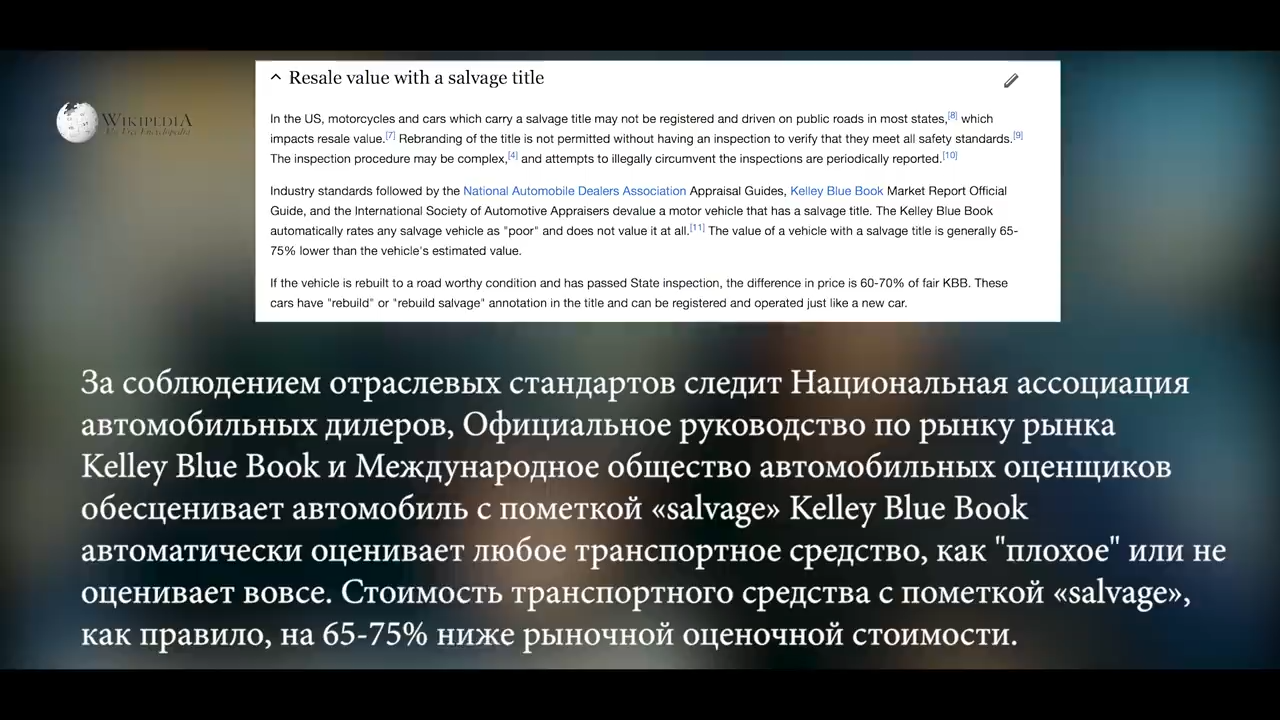 WIKIPEDIA
The Free Encyclopedia
Resale value with a salvage title
In the US, motorcycles and cars which carry a salvage title may not be registered and driven on public roads in most states,[8] which
impacts resale value.[7] Rebranding of the title is not permitted without having an inspection to verify that they meet all safety standards.[9]
The inspection procedure may be complex,[4] and attempts to illegally circumvent the inspections are periodically reported.[10]
Industry standards followed by the National Automobile Dealers Association Appraisal Guides, Kelley Blue Book Market Report Official
Guide, and the International Society of Automotive Appraisers devalue a motor vehicle that has a salvage title. The Kelley Blue Book
automatically rates any salvage vehicle as "poor" and does not value it at all.[11] The value of a vehicle with a salvage title is generally 65-
75% lower than the vehicle's estimated value.
If the vehicle is rebuilt to a road worthy condition and has passed State inspection, the difference in price is 60-70% of fair KBB. These
cars have "rebuild" or "rebuild salvage" annotation in the title and can be registered and operated just like a new car.
За соблюдением отраслевых стандартов следит Национальная ассоциация
автомобильных дилеров, Официальное руководство по рынку рынка
Kelley Blue Book и Международное общество автомобильных оценщиков
обесценивает автомобиль с пометкой «salvage» Kelley Blue Book
автоматически оценивает любое транспортное средство, как "плохое" или не
оценивает вовсе. Стоимость транспортного средства с пометкой «salvage»,
как правило, на 65-75% ниже рыночной оценочной стоимости.